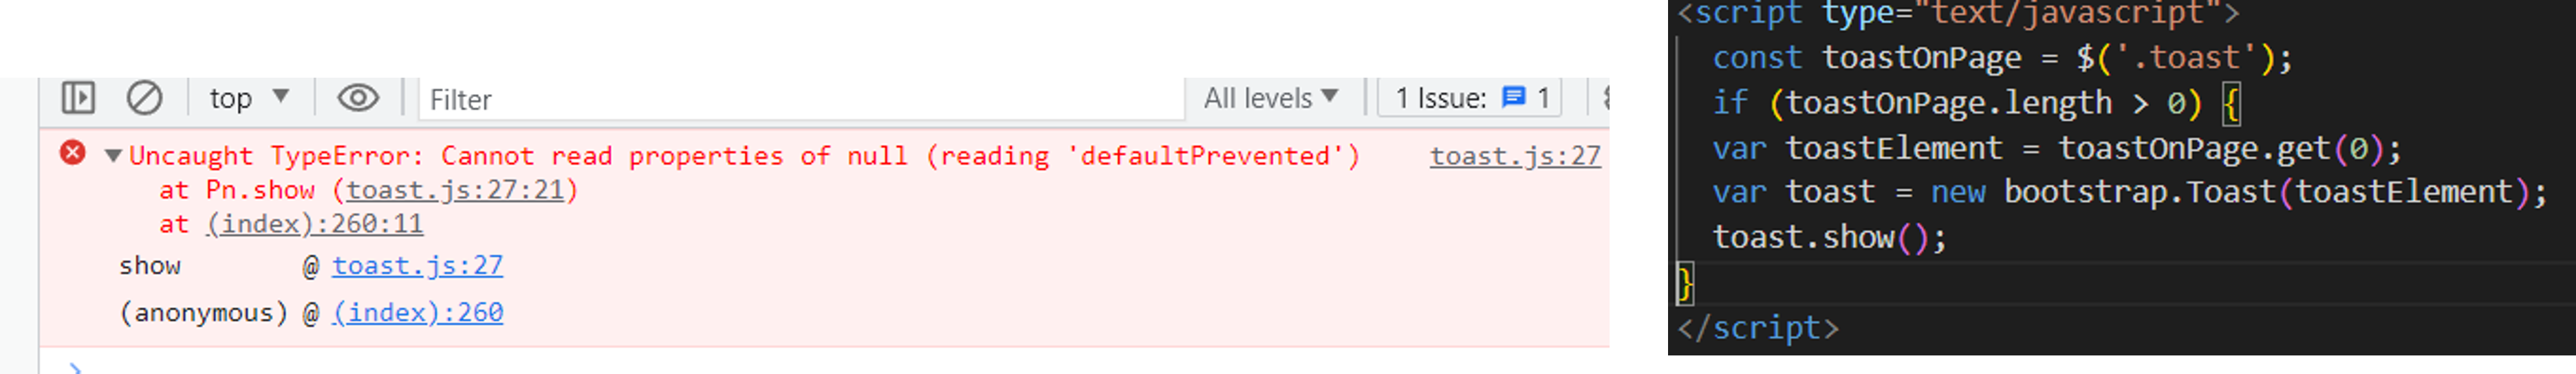 top ▼ Filter All levels ▼ 1 Issue: 1
▼Uncaught TypeError: Cannot read properties of null (reading 'defaultPrevented') toast.js:27
at Pn.show (toast.js:27:21)
at (index):260:11
show @ toast.js:27
(anonymous) @ (index):260
>
<script type="text/javascript">
const toastOnPage = $('.toast');
if (toastOnPage.length > 0) {
var toastElement = toastOnPage.get(0);
var toast = new bootstrap.Toast(toastElement);
toast.show();
}
</script>